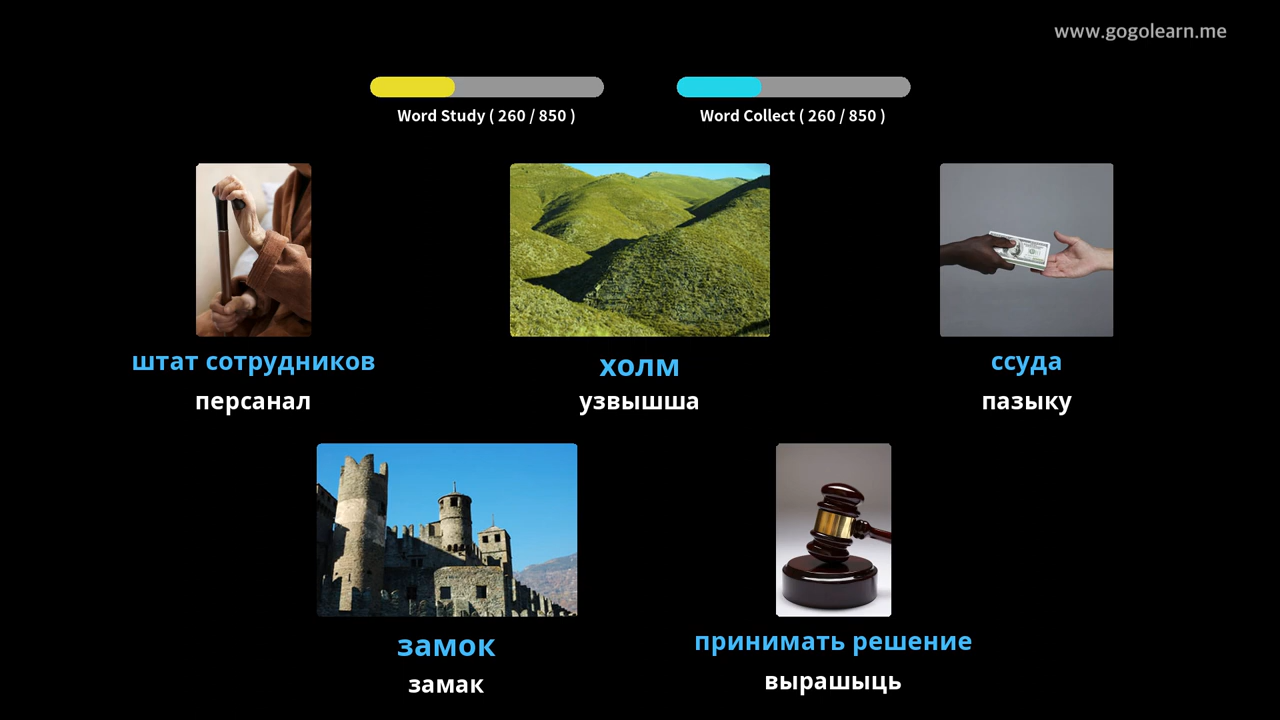 www.gogolearn.me
Word Study ( 260 / 850 )
Word Collect ( 260 / 850 )
штат сотрудников
персанал
холм
узвышша
ссуда
пазыку
замок
замак
принимать решение
вырашыць